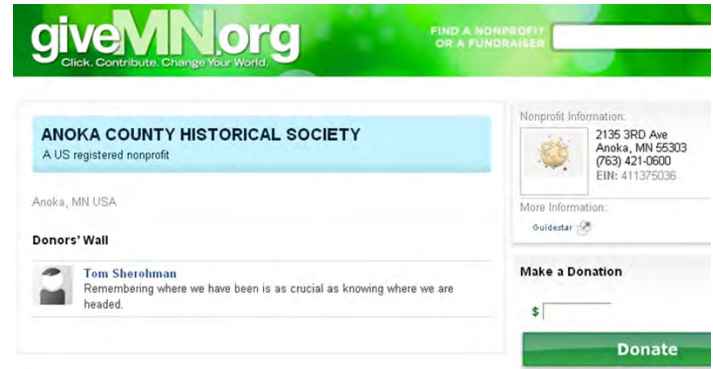 giveMN.org
Click. Contribute. Change Your World.
FIND A NONPROFIT
OR A FUNDRAISER
ANOKA COUNTY HISTORICAL SOCIETY
A US registered nonprofit
Anoka, MN USA
Donors' Wall
Tom Sherohman
Remembering where we have been is as crucial as knowing where we are
headed.
Nonprofit Information:
2135 3RD Ave
Anoka, MN 55303
(763) 421-0600
EIN: 411375036
More Information:
Guidestar
Make a Donation
$
Donate